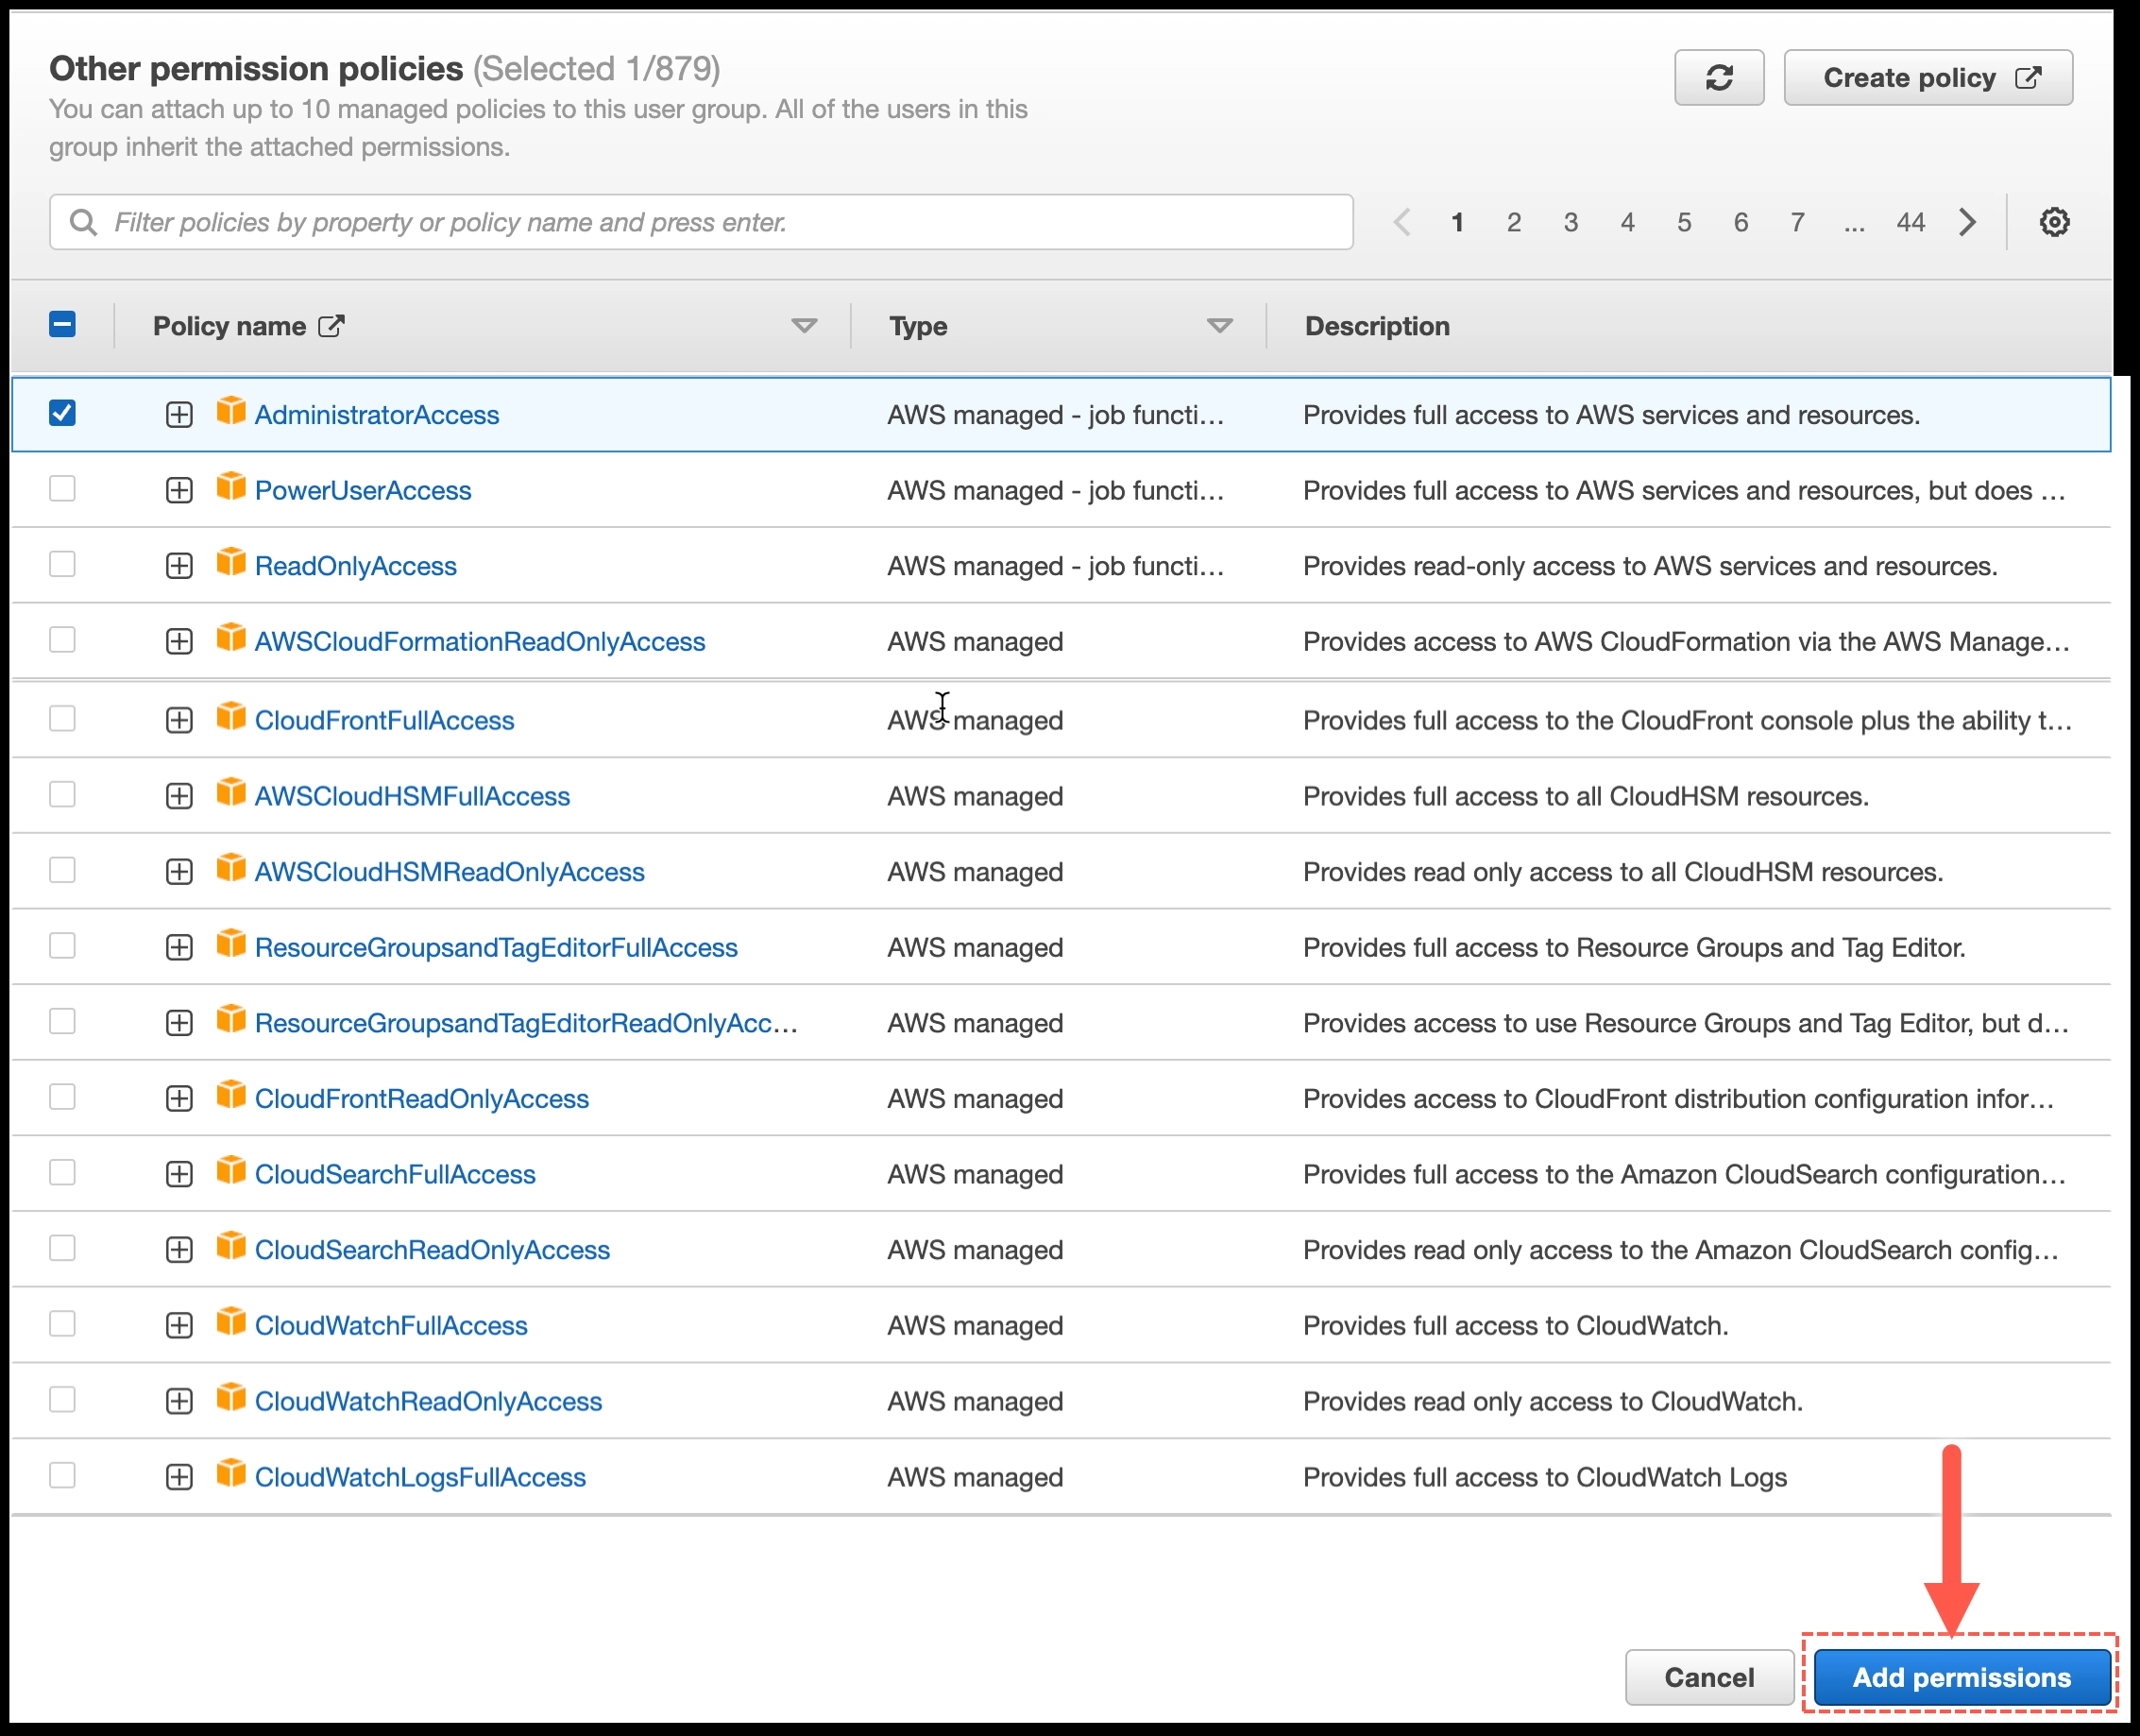 Other permission policies (Selected 1/879)
Create policy
You can attach up to 10 managed policies to this user group. All of the users in this
group inherit the attached permissions.
Filter policies by property or policy name and press enter.
1 2 3 4 5 6 7 ... 44
Policy name Type Description
AdministratorAccess AWS managed - job functi... Provides full access to AWS services and resources.
PowerUserAccess AWS managed - job functi... Provides full access to AWS services and resources, but does ...
ReadOnlyAccess AWS managed - job functi... Provides read-only access to AWS services and resources.
AWSCloudFormationReadOnlyAccess AWS managed Provides access to AWS CloudFormation via the AWS Manage...
CloudFrontFullAccess AWS managed Provides full access to the CloudFront console plus the ability t...
AWSCloudHSMFullAccess AWS managed Provides full access to all CloudHSM resources.
AWSCloudHSMReadOnlyAccess AWS managed Provides read only access to all CloudHSM resources.
ResourceGroupsandTagEditorFullAccess AWS managed Provides full access to Resource Groups and Tag Editor.
ResourceGroupsandTagEditorReadOnlyAcc... AWS managed Provides access to use Resource Groups and Tag Editor, but d...
CloudFrontReadOnlyAccess AWS managed Provides access to CloudFront distribution configuration infor...
CloudSearchFullAccess AWS managed Provides full access to the Amazon CloudSearch configuration...
CloudSearchReadOnlyAccess AWS managed Provides read only access to the Amazon CloudSearch config...
CloudWatchFullAccess AWS managed Provides full access to CloudWatch.
CloudWatchReadOnlyAccess AWS managed Provides read only access to CloudWatch.
CloudWatchLogsFullAccess AWS managed Provides full access to CloudWatch Logs
Cancel Add permissions